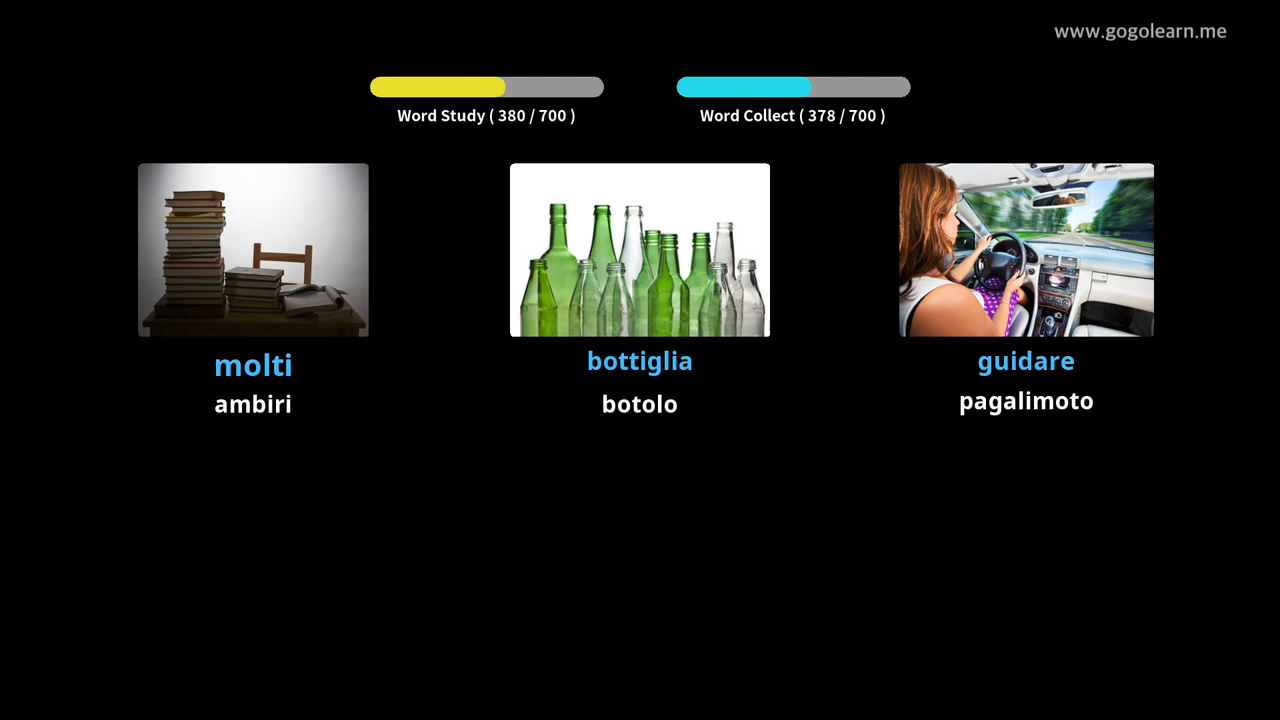 www.gogolearn.me
Word Study ( 380 / 700 )
Word Collect ( 378 / 700 )
molti
ambiri
bottiglia
botolo
guidare
pagalimoto